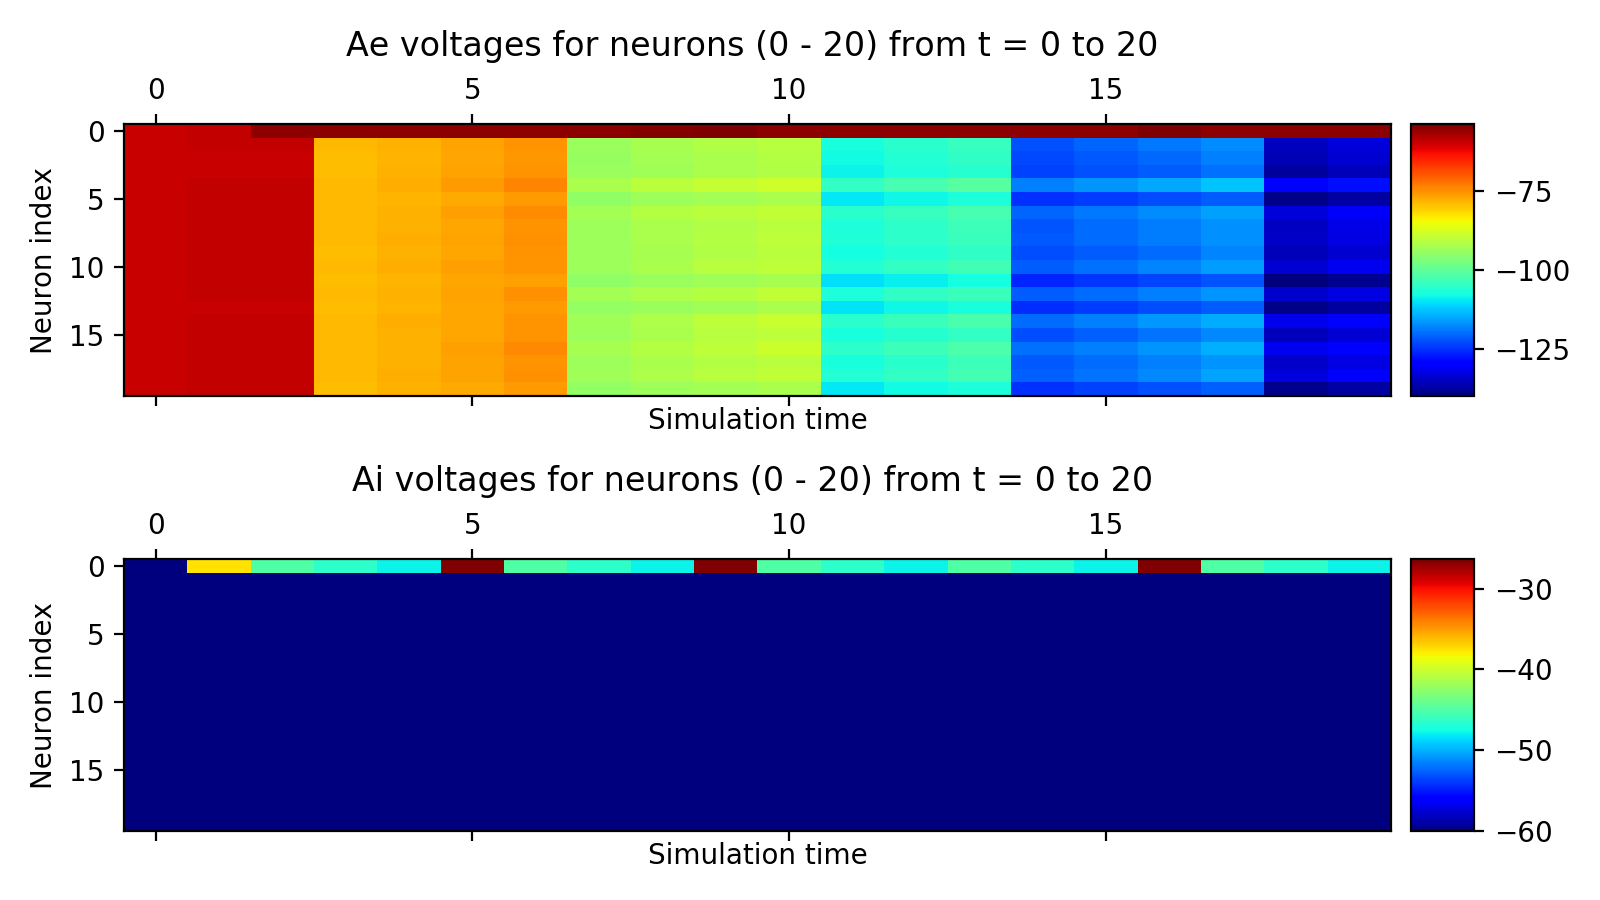 Ae voltages for neurons (0 - 20) from t = 0 to 20
0 5 10 15
Neuron index
0
5
10
15
−75
−100
−125
Simulation time
Ai voltages for neurons (0 - 20) from t = 0 to 20
0 5 10 15
Neuron index
0
5
10
15
−30
−40
−50
−60
Simulation time